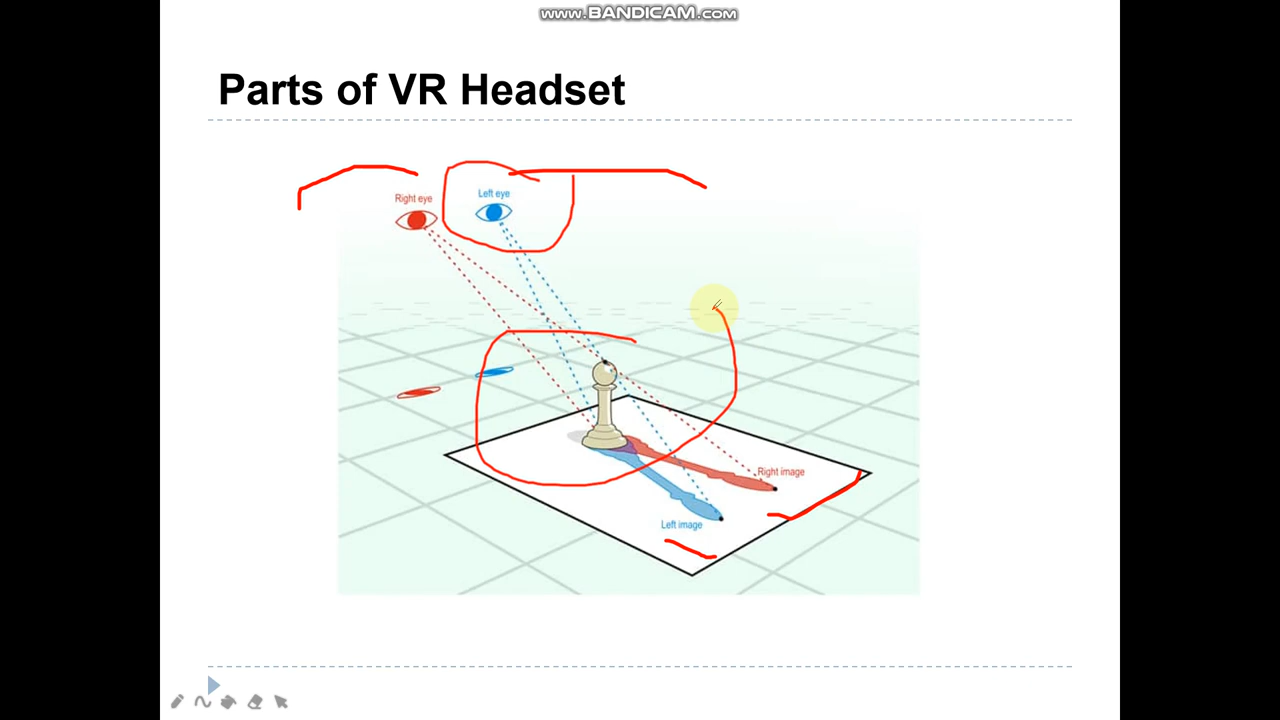 www.BANDICAM.com
Parts of VR Headset
Right eye
Left eye
Right image
Left image